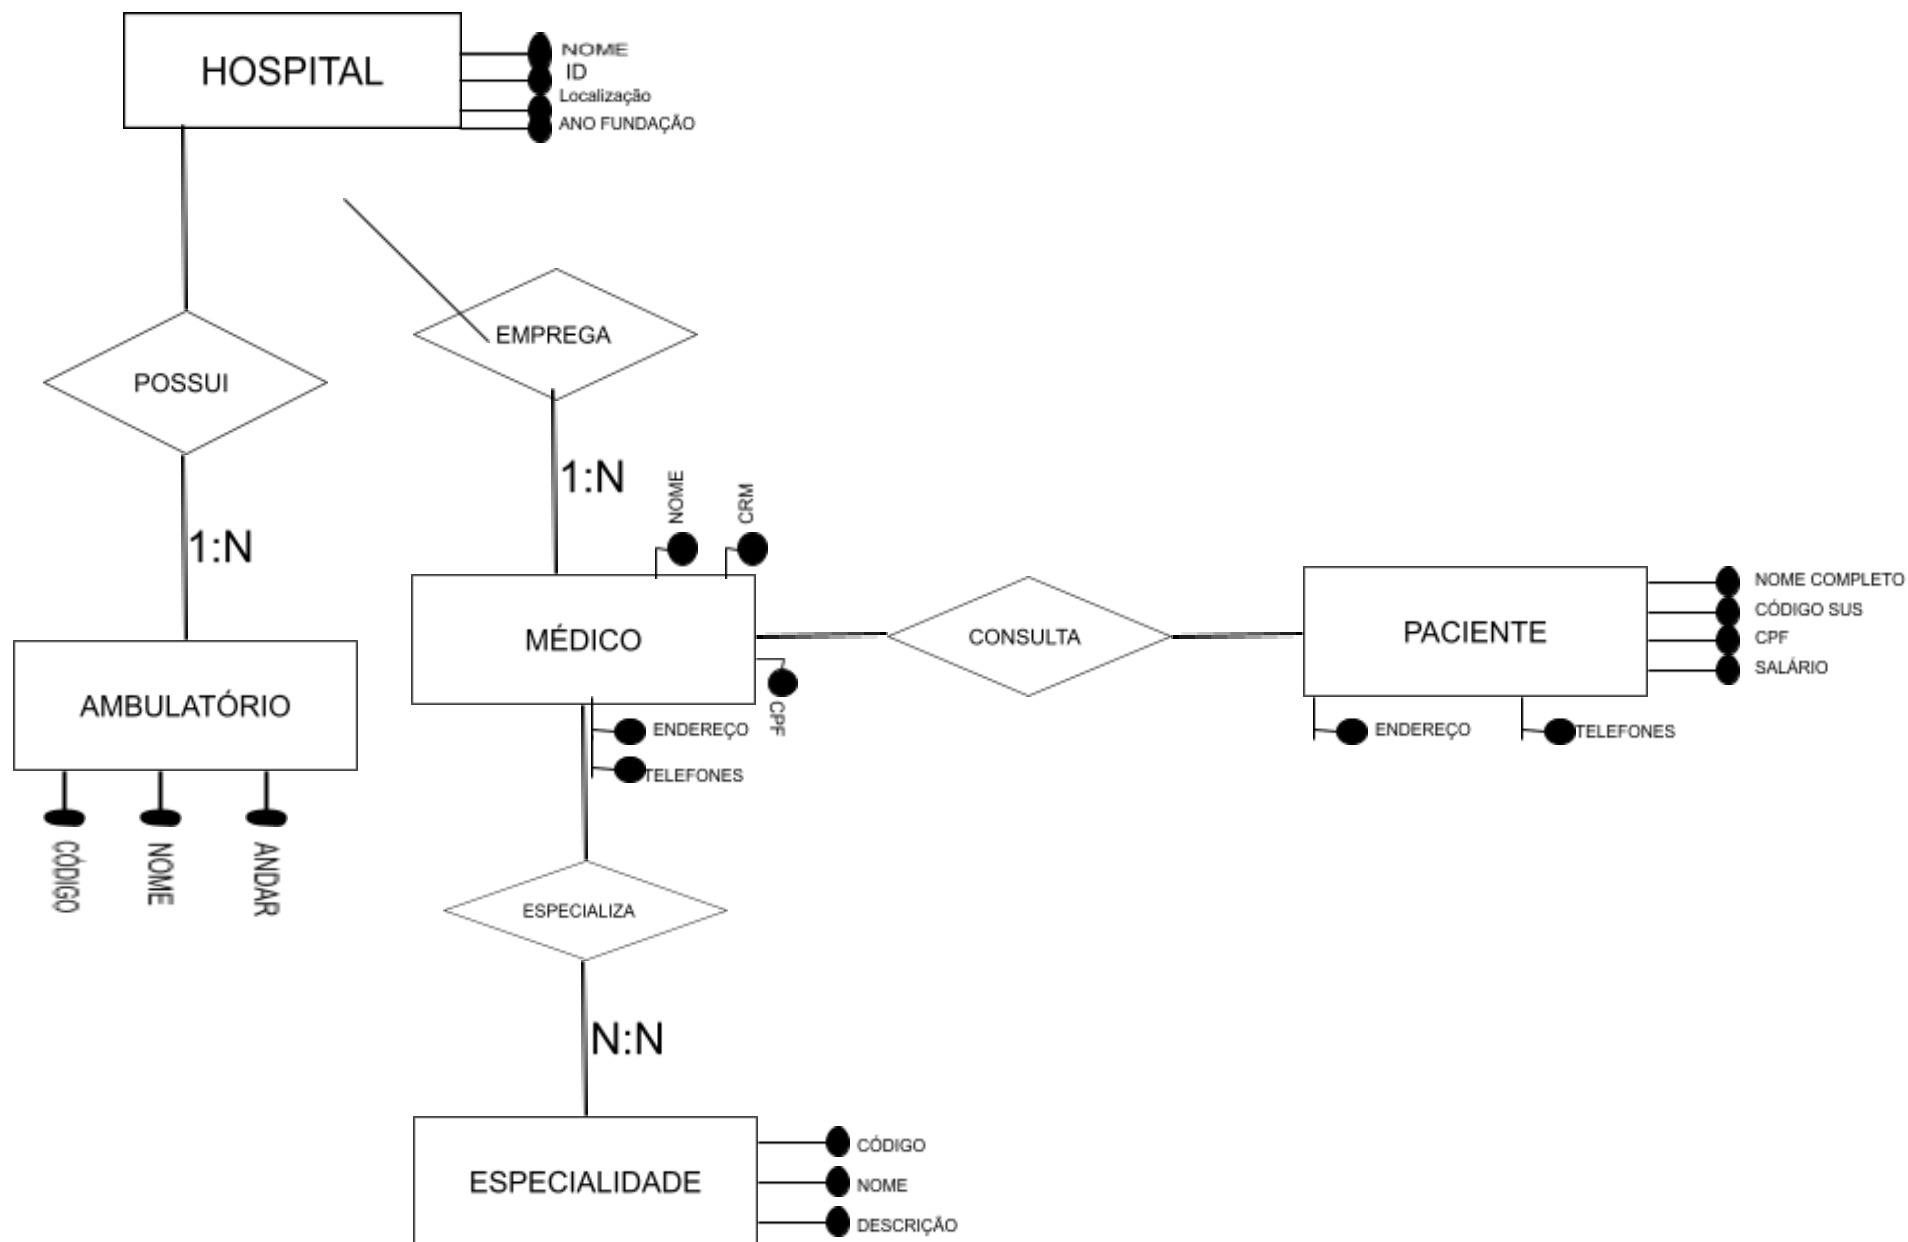 HOSPITAL
NOME
ID
Localização
ANO FUNDAÇÃO
POSSUI
EMPREGA
1:N
1:N
NOME
CRM
MÉDICO
CONSULTA
PACIENTE
NOME COMPLETO
CÓDIGO SUS
CPF
SALÁRIO
AMBULATÓRIO
CPF
ENDEREÇO
TELEFONES
ENDEREÇO
TELEFONES
CÓDIGO
NOME
ANDAR
ESPECIALIZA
N:N
ESPECIALIDADE
CÓDIGO
NOME
DESCRIÇÃO